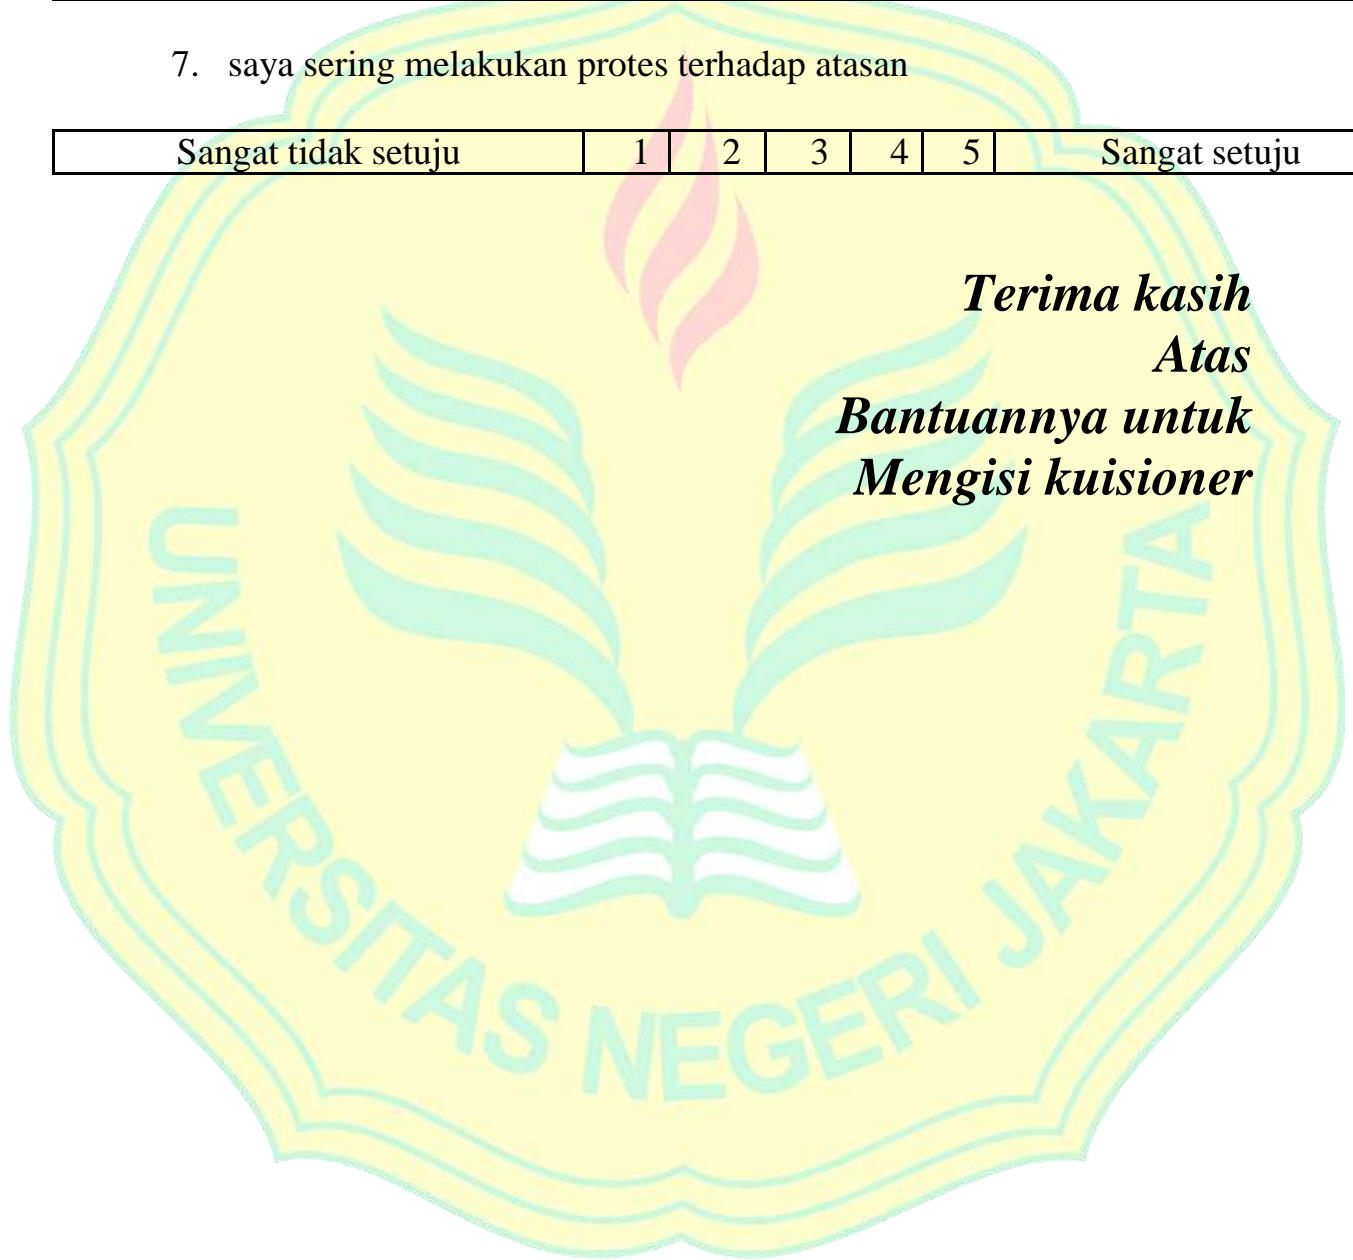 7. saya sering melakukan protes terhadap atasan
Sangat tidak setuju 1 2 3 4 5 Sangat setuju
Terima kasih
Atas
Bantuannya untuk
Mengisi kuisioner
UNIVERSITAS NEGERI JAKARTA